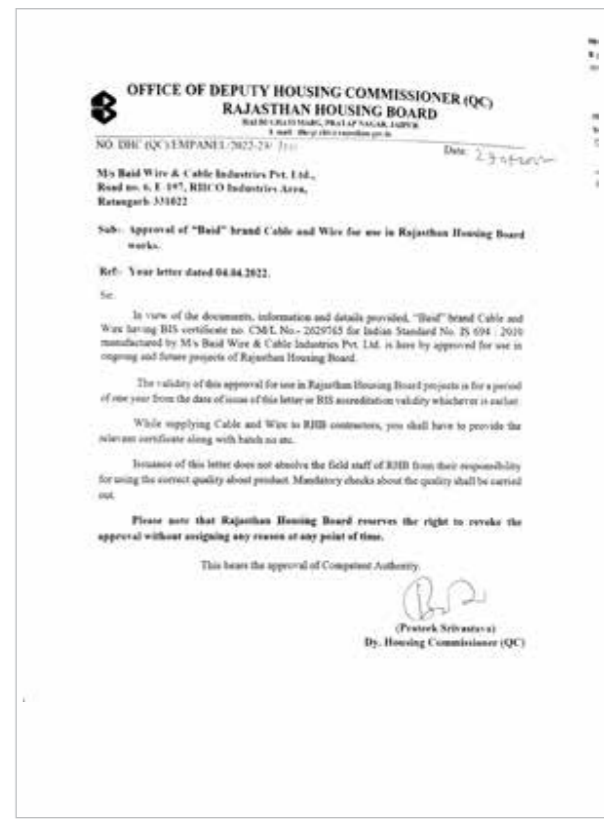 OFFICE OF DEPUTY HOUSING COMMISSIONER (QC)
RAJASTHAN HOUSING BOARD
HALDI GHATI MARG, PRATAP NAGAR, JAIPUR
NO. DHC (QC)/EMPANEL/2022-23/
Date:
M/s Baid Wire & Cable Industries Pvt. Ltd.,
Road no. 6, E-197, RIICO Industries Area,
Ratangarh-331022
Sub:- Approval of "Baid" brand Cable and Wire for use in Rajasthan Housing Board
works.
Ref:- Your letter dated 04.04.2022.
Sir,
In view of the documents, information and details provided, "Baid" brand Cable and
Wire having BIS certificate no. CM/L No.- 2629765 for Indian Standard No. IS 694 : 2010
manufactured by M/s Baid Wire & Cable Industries Pvt. Ltd. is here by approved for use in
ongoing and future projects of Rajasthan Housing Board.
The validity of this approval for use in Rajasthan Housing Board projects is for a period
of one year from the date of issue of this letter or BIS accreditation validity whichever is earlier.
While supplying Cable and Wire to RHB contractors, you shall have to provide the
relevant certificate along with batch no etc.
Issuance of this letter does not absolve the field staff of RHB from their responsibility
for using the correct quality about product. Mandatory checks about the quality shall be carried
out.
Please note that Rajasthan Housing Board reserves the right to revoke the
approval without assigning any reason at any point of time.
This bears the approval of Competent Authority.
(Prateek Srivastava)
Dy. Housing Commissioner (QC)